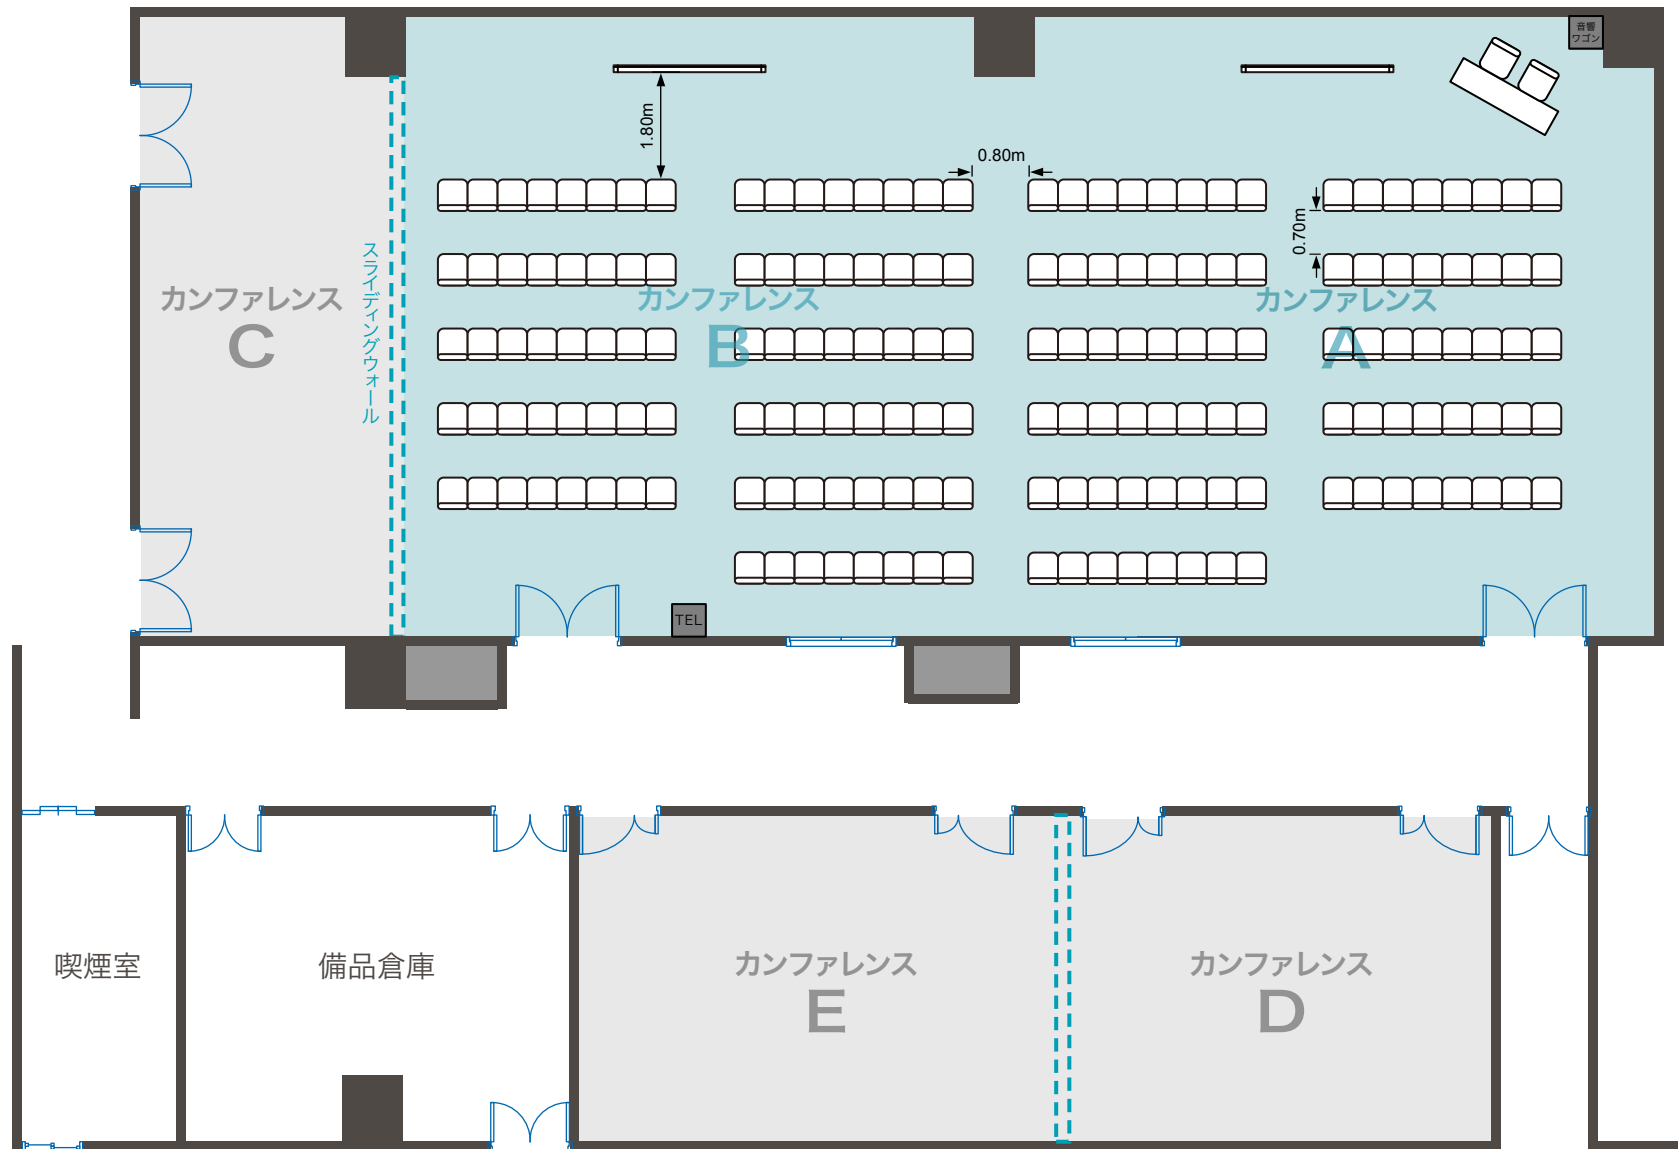 音響
ワゴン
1.80m
0.80m
0.70m
スライディングウォール
カンファレンス
C
カンファレンス
B
カンファレンス
A
TEL
喫煙室
備品倉庫
カンファレンス
E
カンファレンス
D